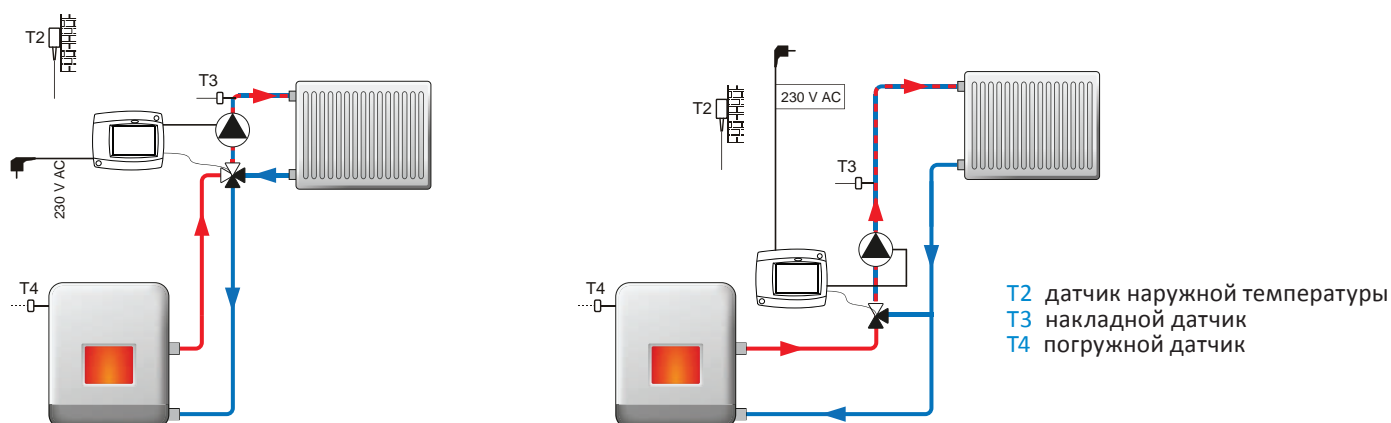 T2
T3
230 V AC
T4
230 V AC
T2
T3
T4
T2 датчик наружной температуры
T3 накладной датчик
T4 погружной датчик